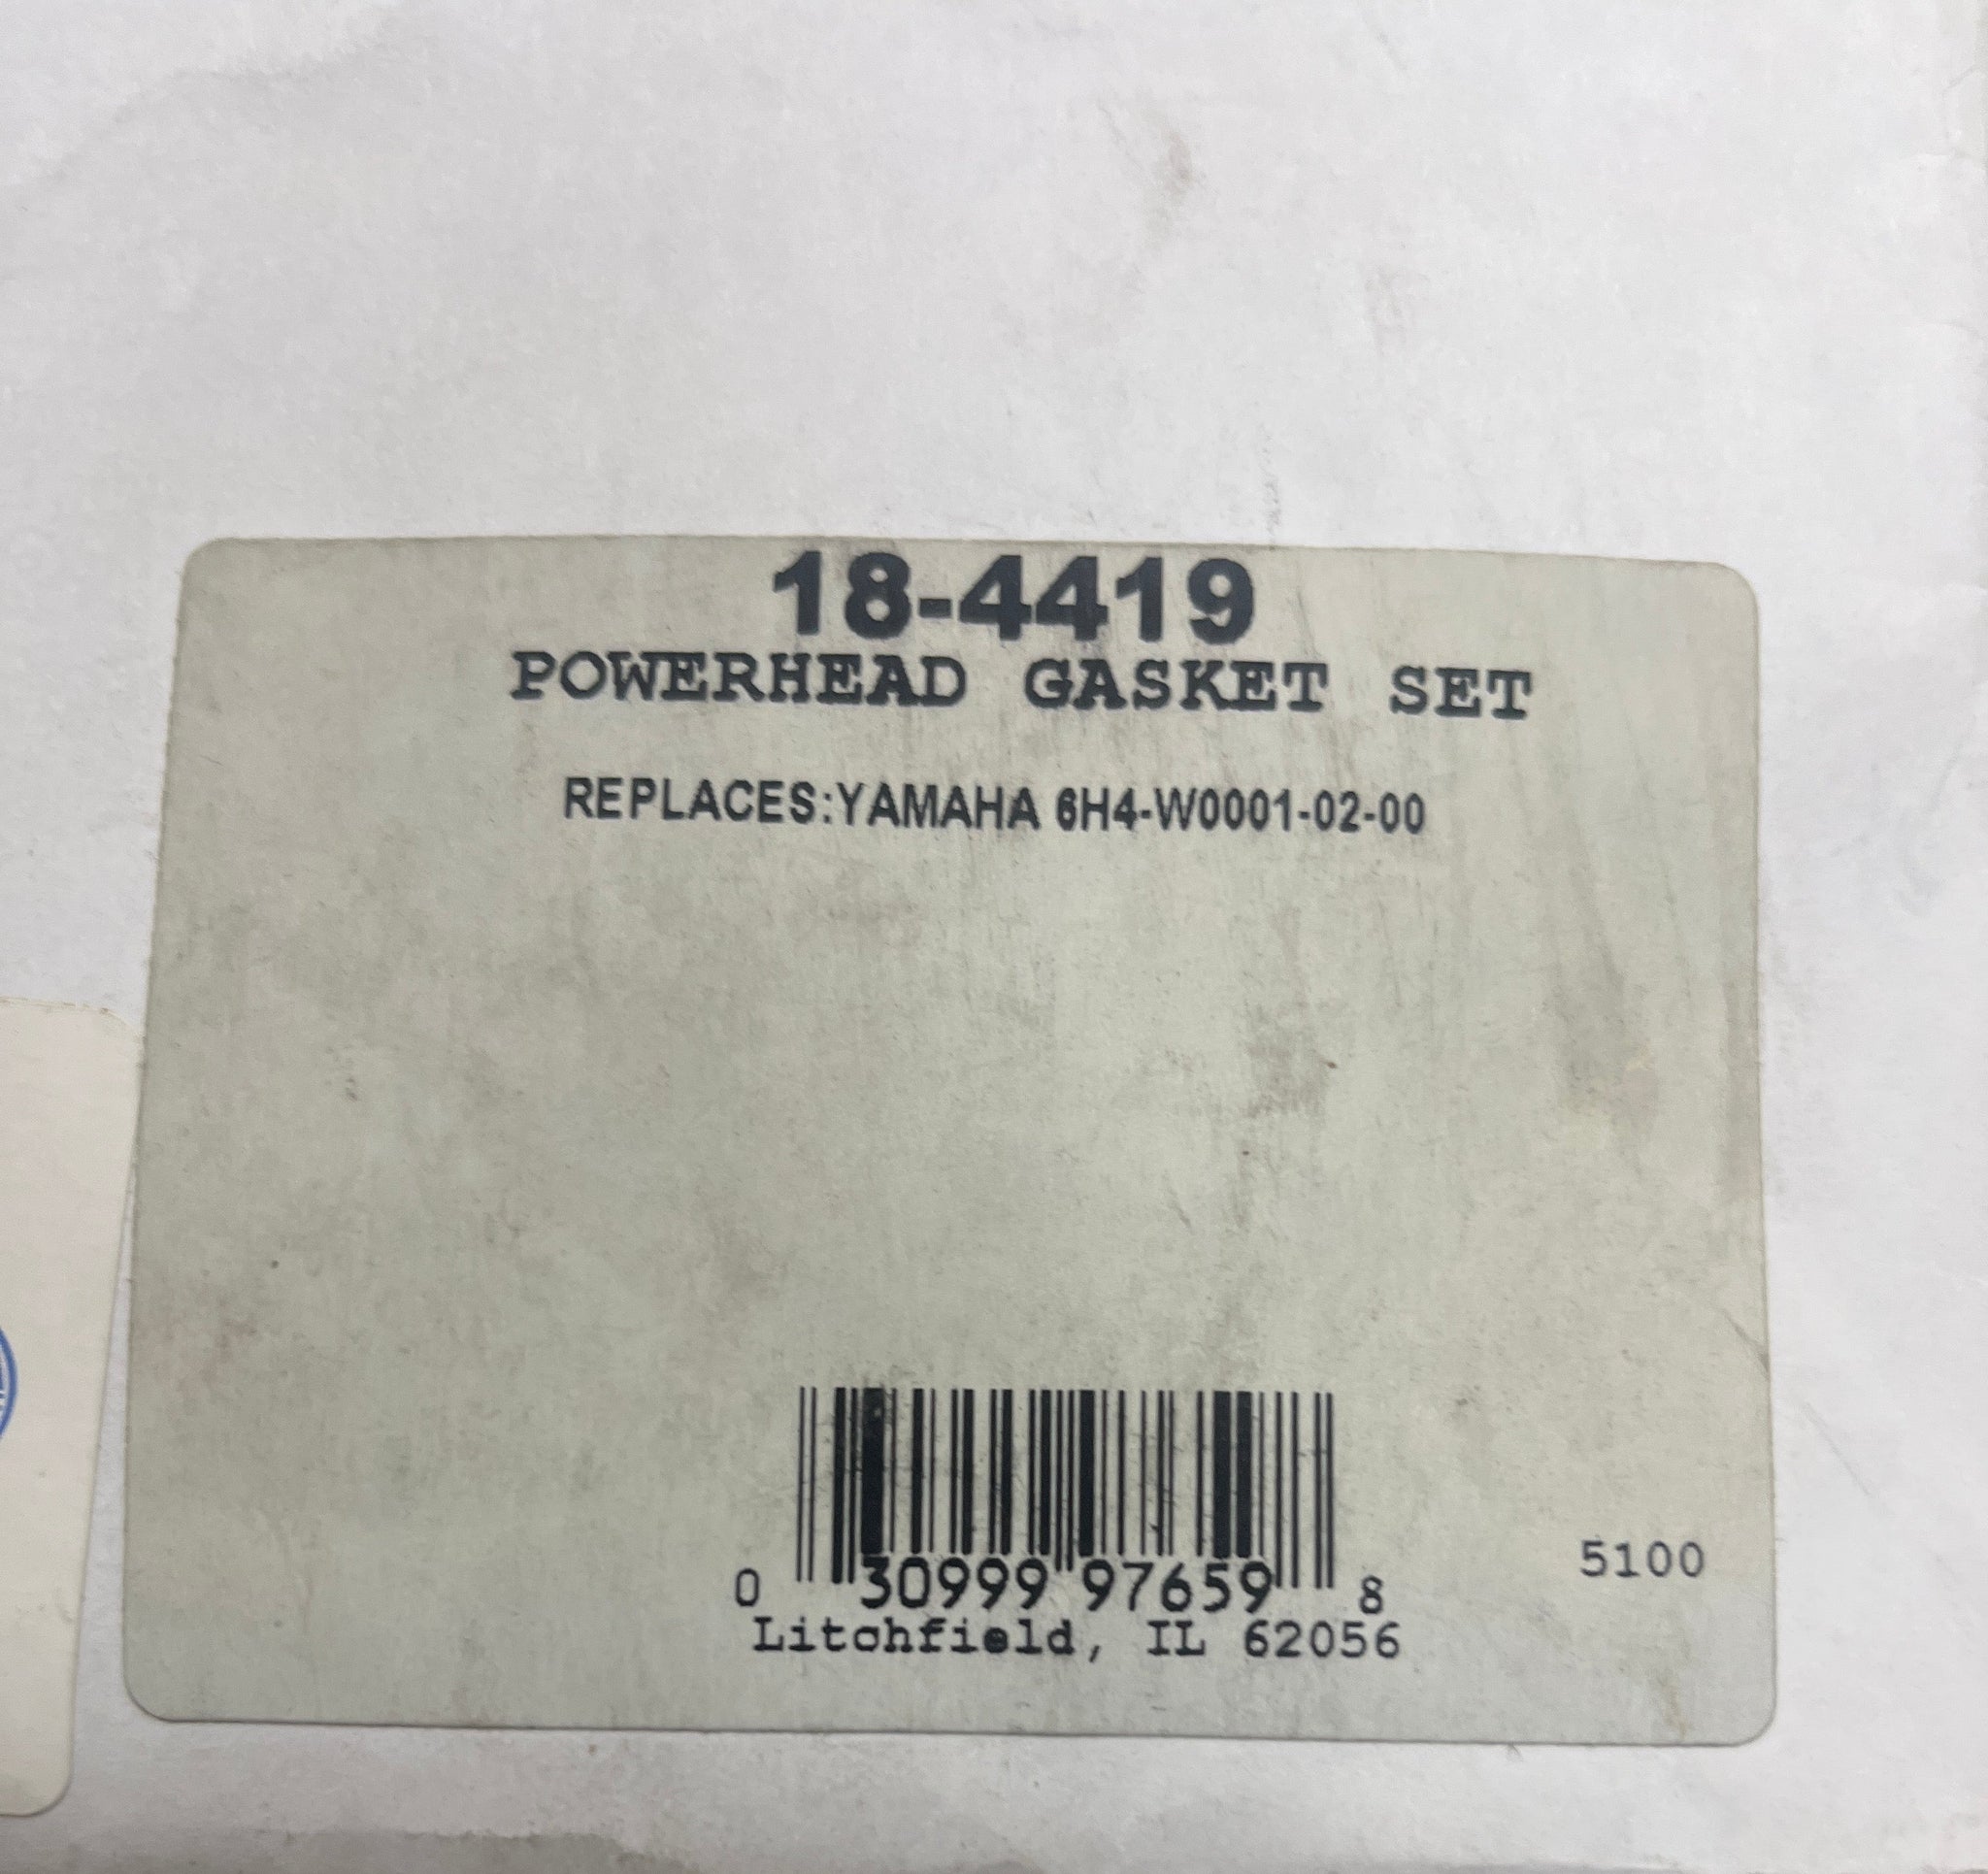 18-4419
POWERHEAD GASKET SET
REPLACES:YAMAHA 6H4-W0001-02-00
5100
0 30999 97659 8
Litchfield, IL 62056